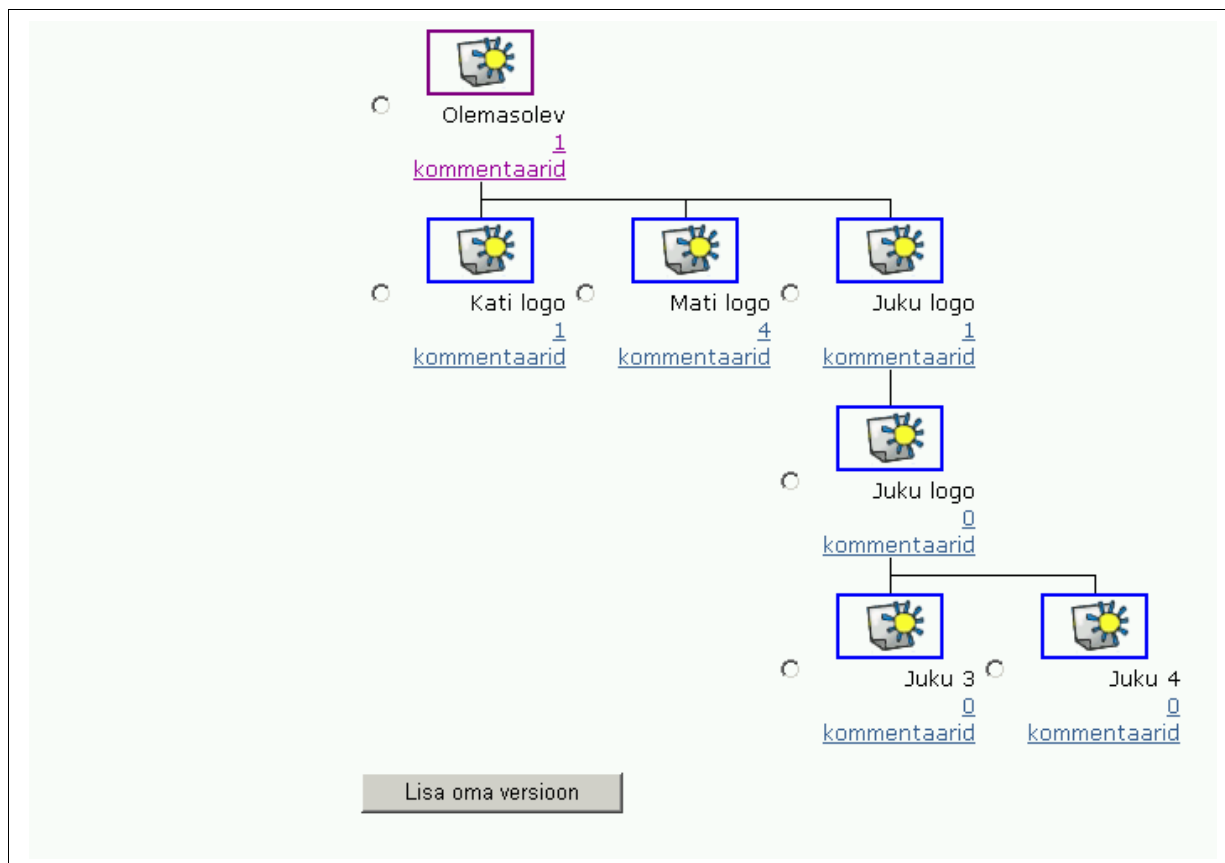 Olemasolev
1
kommentaarid
Kati logo
1
kommentaarid
Mati logo
4
kommentaarid
Juku logo
1
kommentaarid
Juku logo
0
kommentaarid
Juku 3
0
kommentaarid
Juku 4
0
kommentaarid
Lisa oma versioon